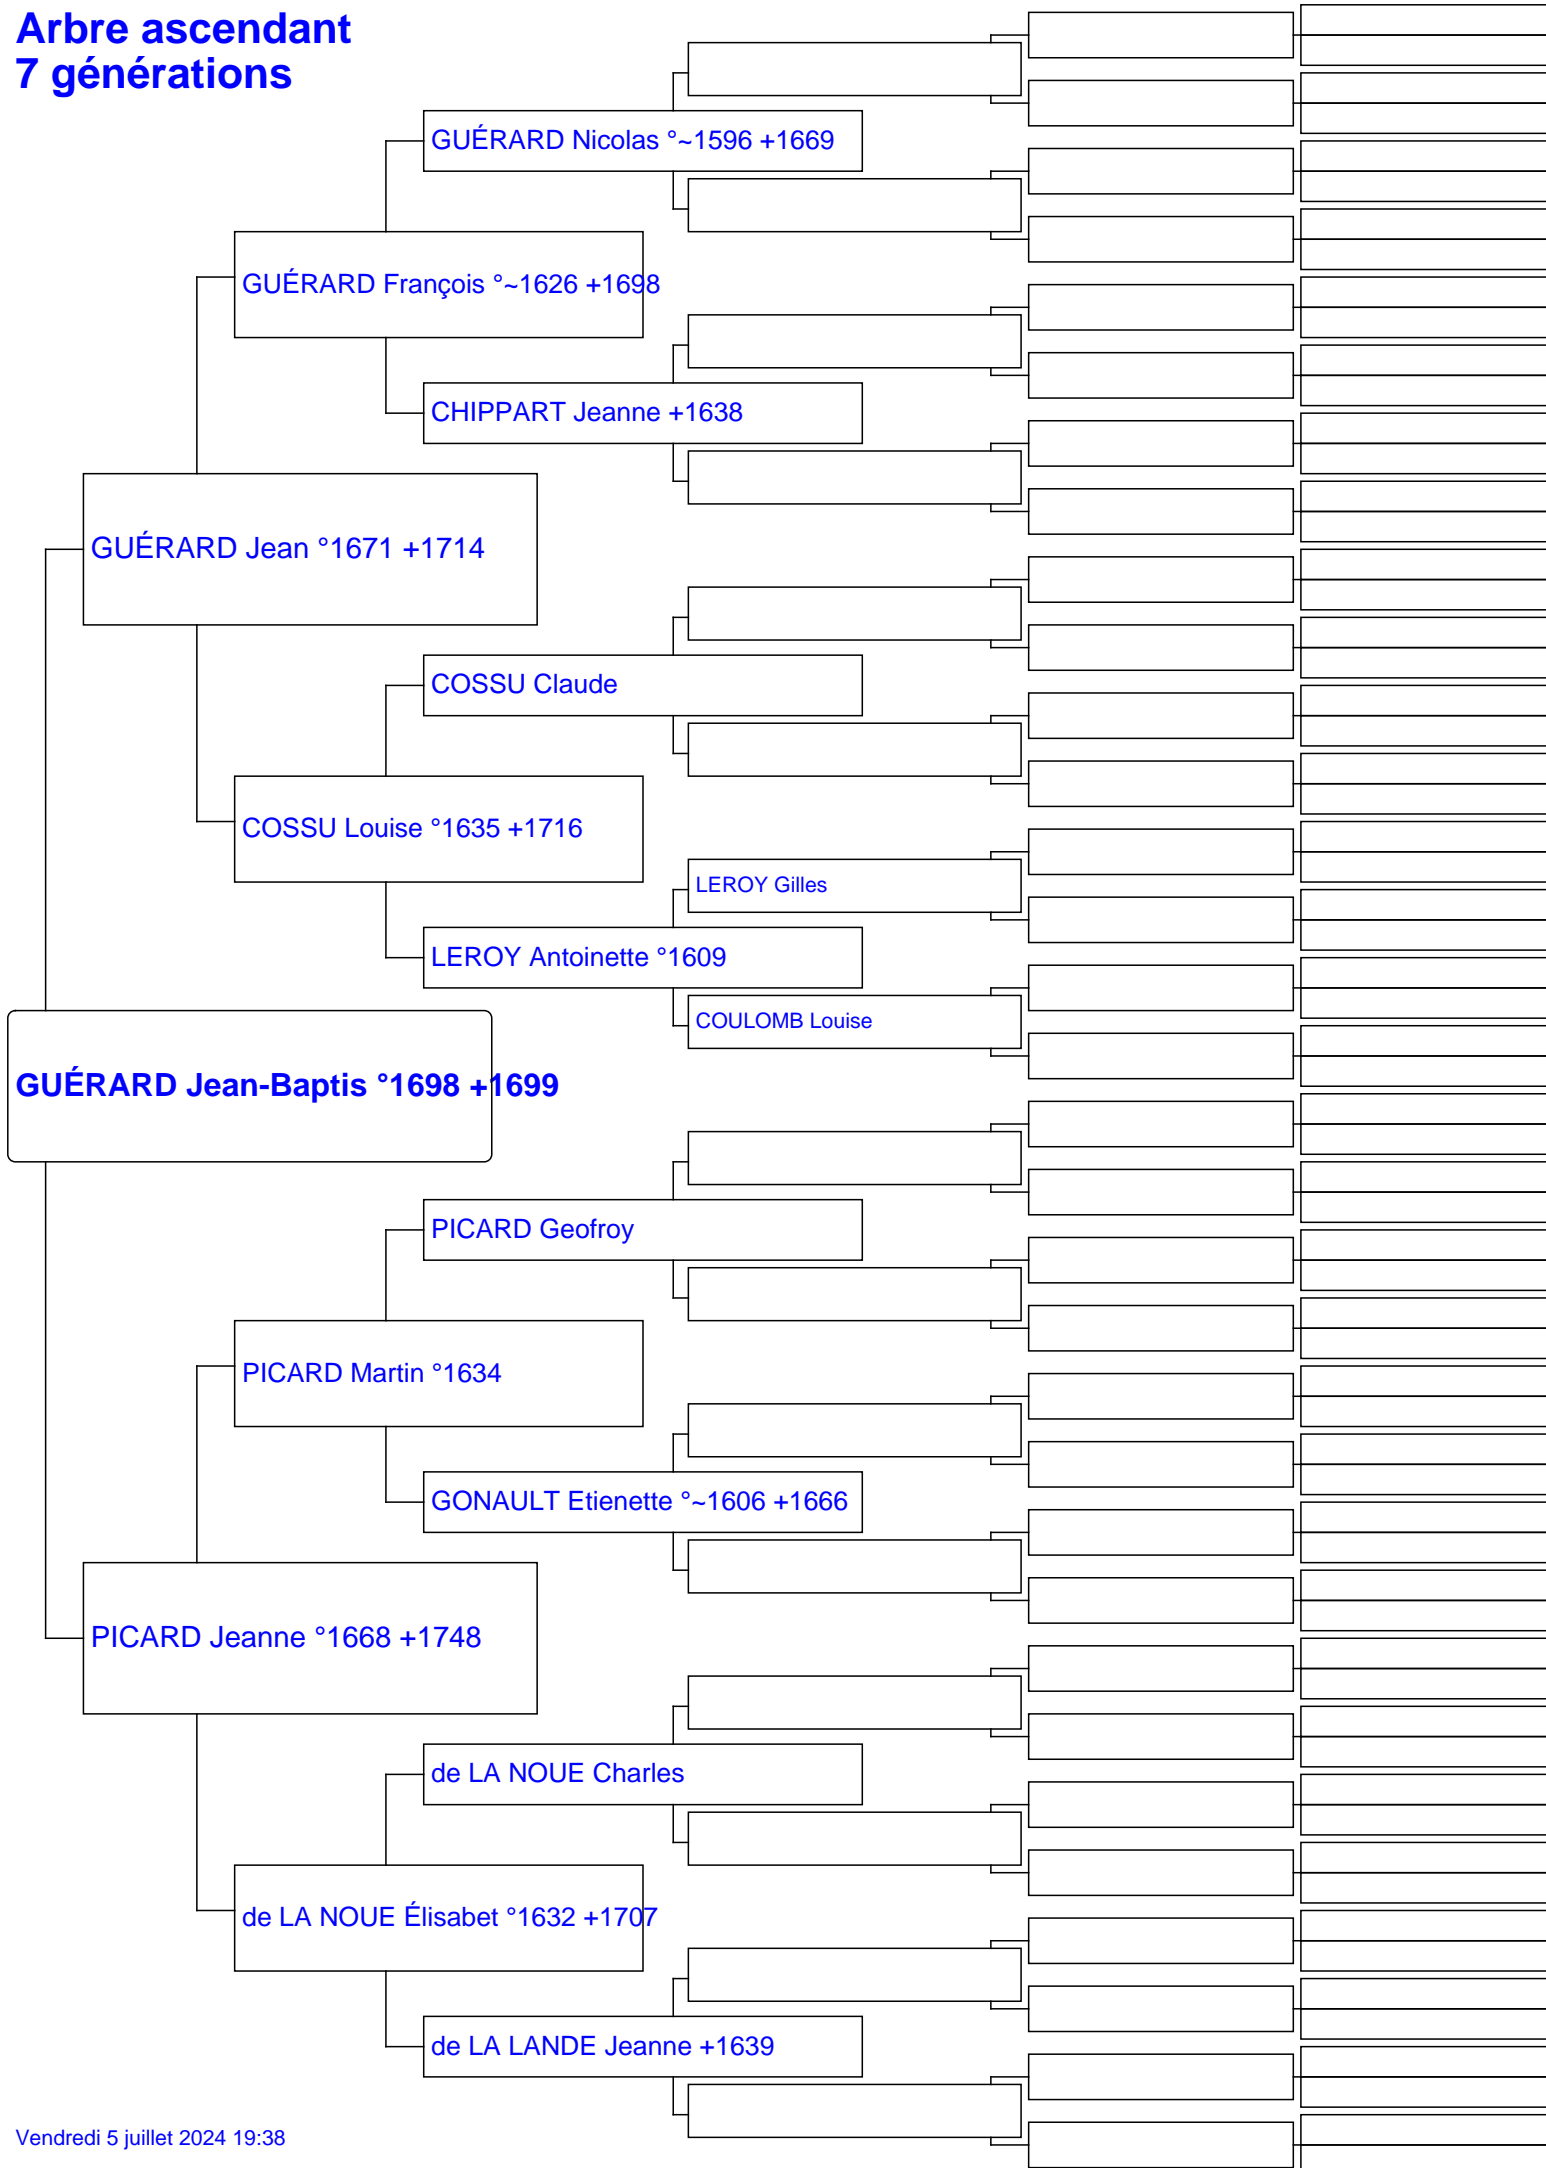 Arbre ascendant
7 générations
GUÉRARD Nicolas °~1596 +1669
GUÉRARD François °~1626 +1698
CHIPPART Jeanne +1638
GUÉRARD Jean °1671 +1714
COSSU Claude
COSSU Louise °1635 +1716
LEROY Gilles
LEROY Antoinette °1609
COULOMB Louise
GUÉRARD Jean-Baptis °1698 +1699
PICARD Geofroy
PICARD Martin °1634
GONAULT Etienette °~1606 +1666
PICARD Jeanne °1668 +1748
de LA NOUE Charles
de LA NOUE Élisabet °1632 +1707
de LA LANDE Jeanne +1639
Vendredi 5 juillet 2024 19:38